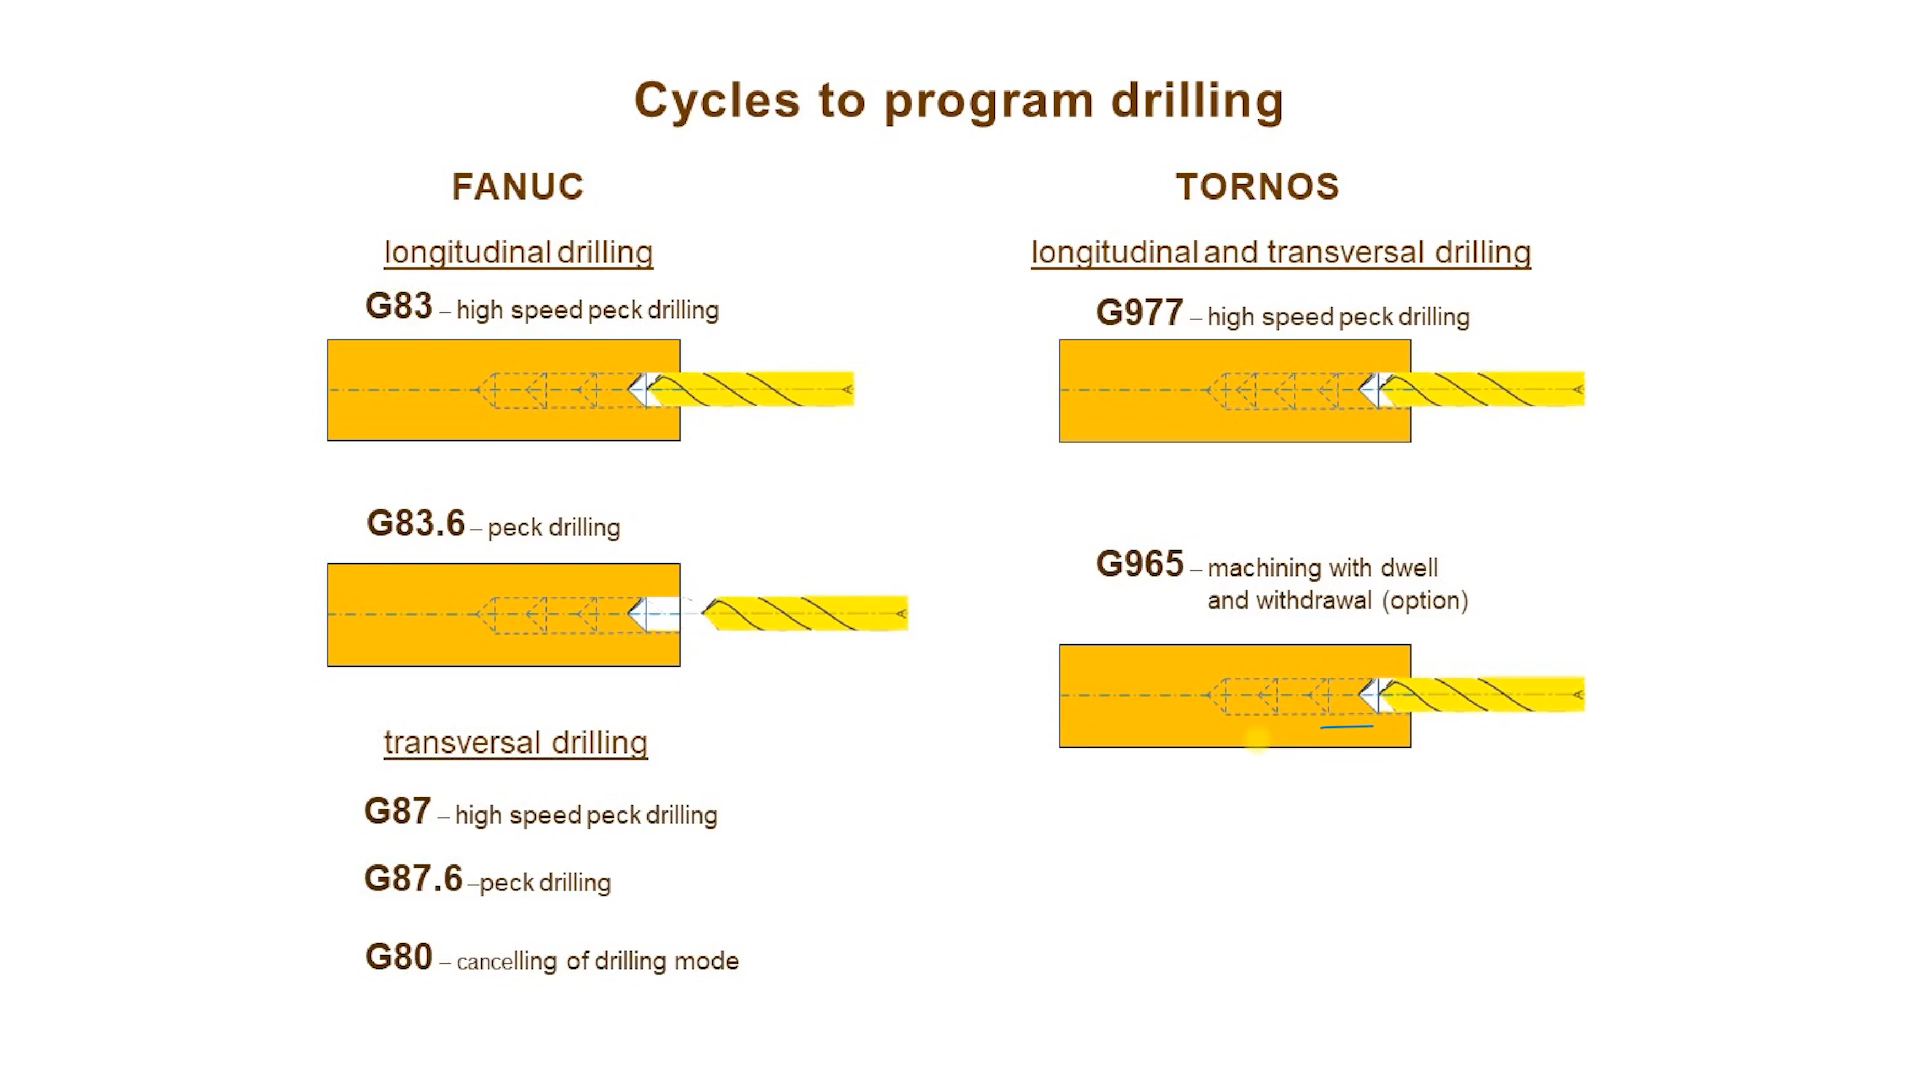 Cycles to program drilling
FANUC
longitudinal drilling
G83 – high speed peck drilling
G83.6 – peck drilling
transversal drilling
G87 – high speed peck drilling
G87.6 –peck drilling
G80 – cancelling of drilling mode
TORNOS
longitudinal and transversal drilling
G977 – high speed peck drilling
G965 – machining with dwell
and withdrawal (option)